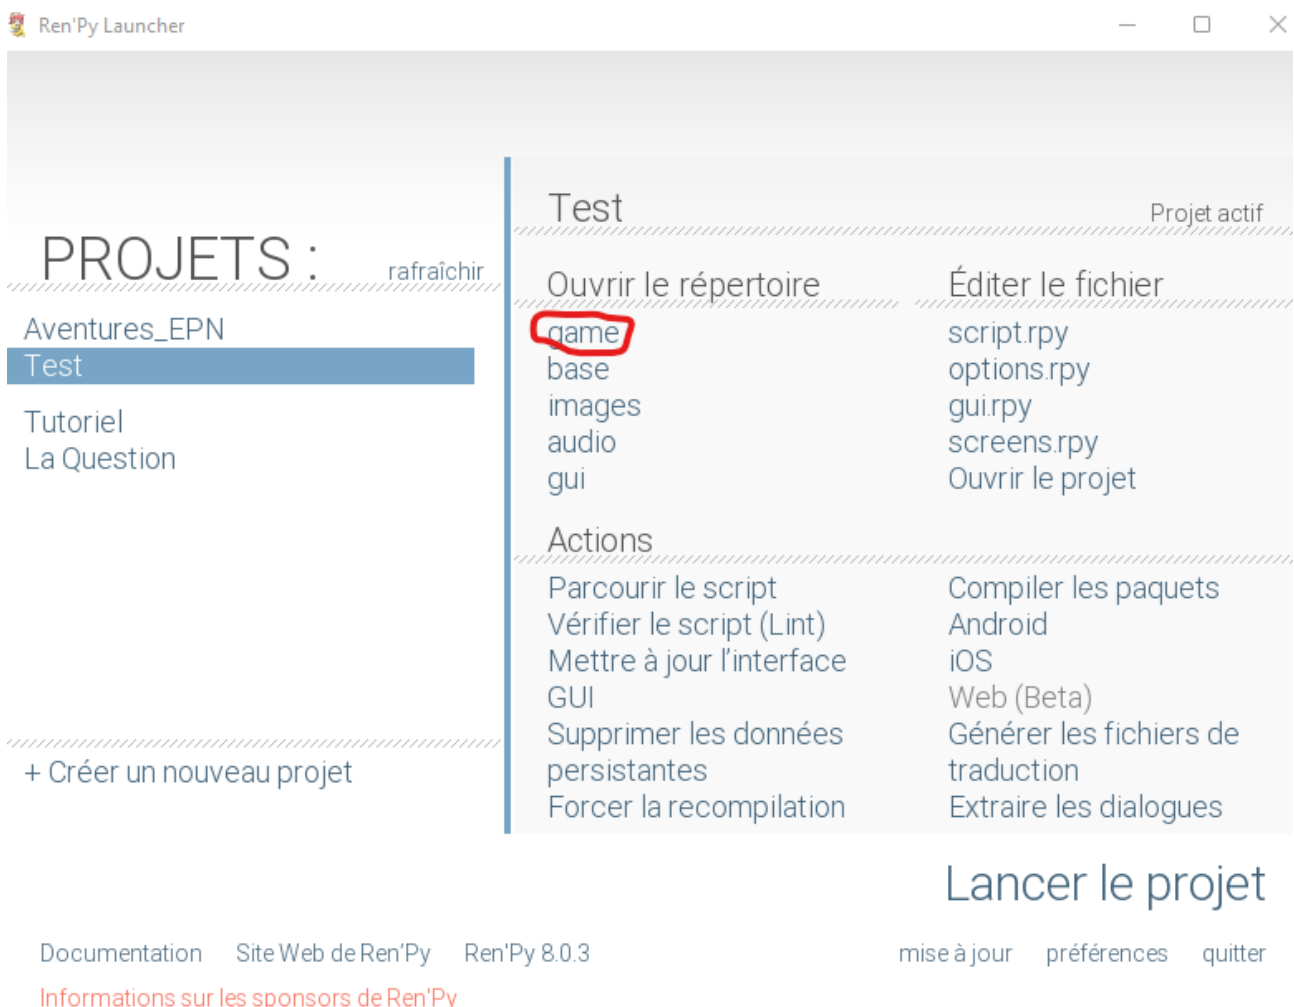 Ren'Py Launcher
PROJETS :
rafraîchir
Aventures_EPN
Test
Tutoriel
La Question
+ Créer un nouveau projet
Test
Projet actif
Ouvrir le répertoire
game
base
images
audio
gui
Éditer le fichier
script.rpy
options.rpy
gui.rpy
screens.rpy
Ouvrir le projet
Actions
Parcourir le script
Vérifier le script (Lint)
Mettre à jour l’interface
GUI
Supprimer les données
persistantes
Forcer la recompilation
Compiler les paquets
Android
iOS
Web (Beta)
Générer les fichiers de
traduction
Extraire les dialogues
Lancer le projet
Documentation
Site Web de Ren’Py
Ren'Py 8.0.3
mise à jour
préférences
quitter
Informations sur les sponsors de Ren'Py